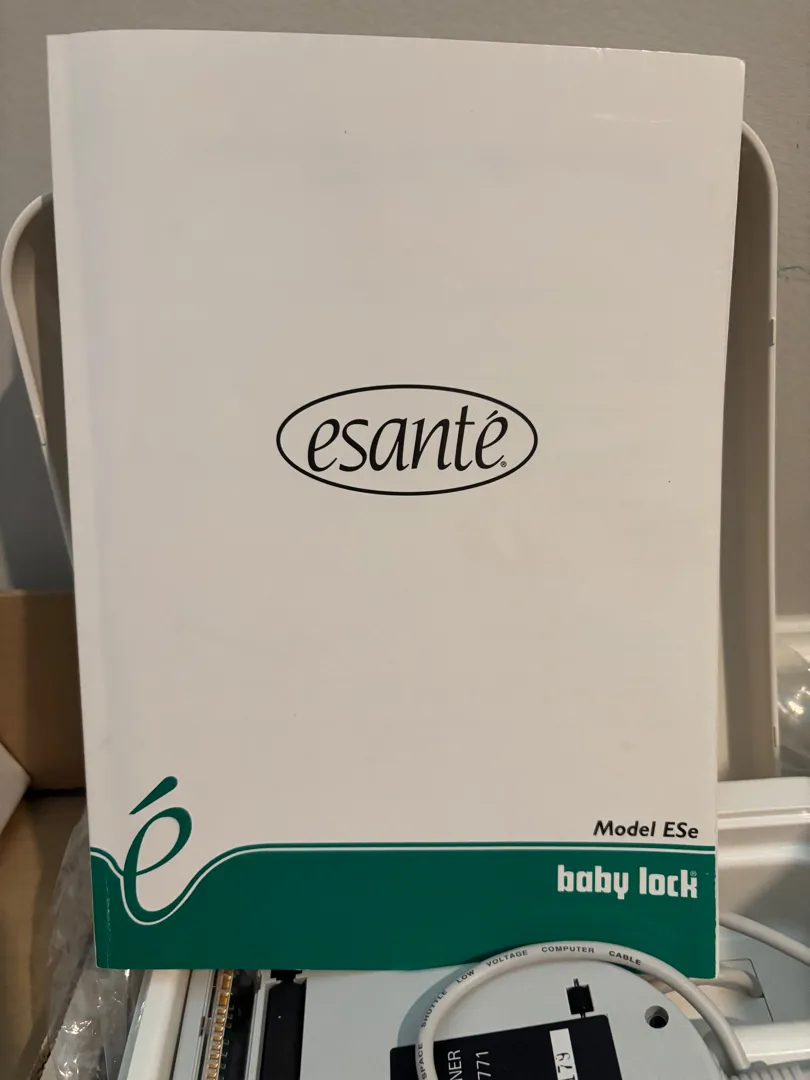 esanté®
é
Model ESe
baby lock®
SPACE SHUTTLE LOW VOLTAGE COMPUTER CABLE
NER
771
179